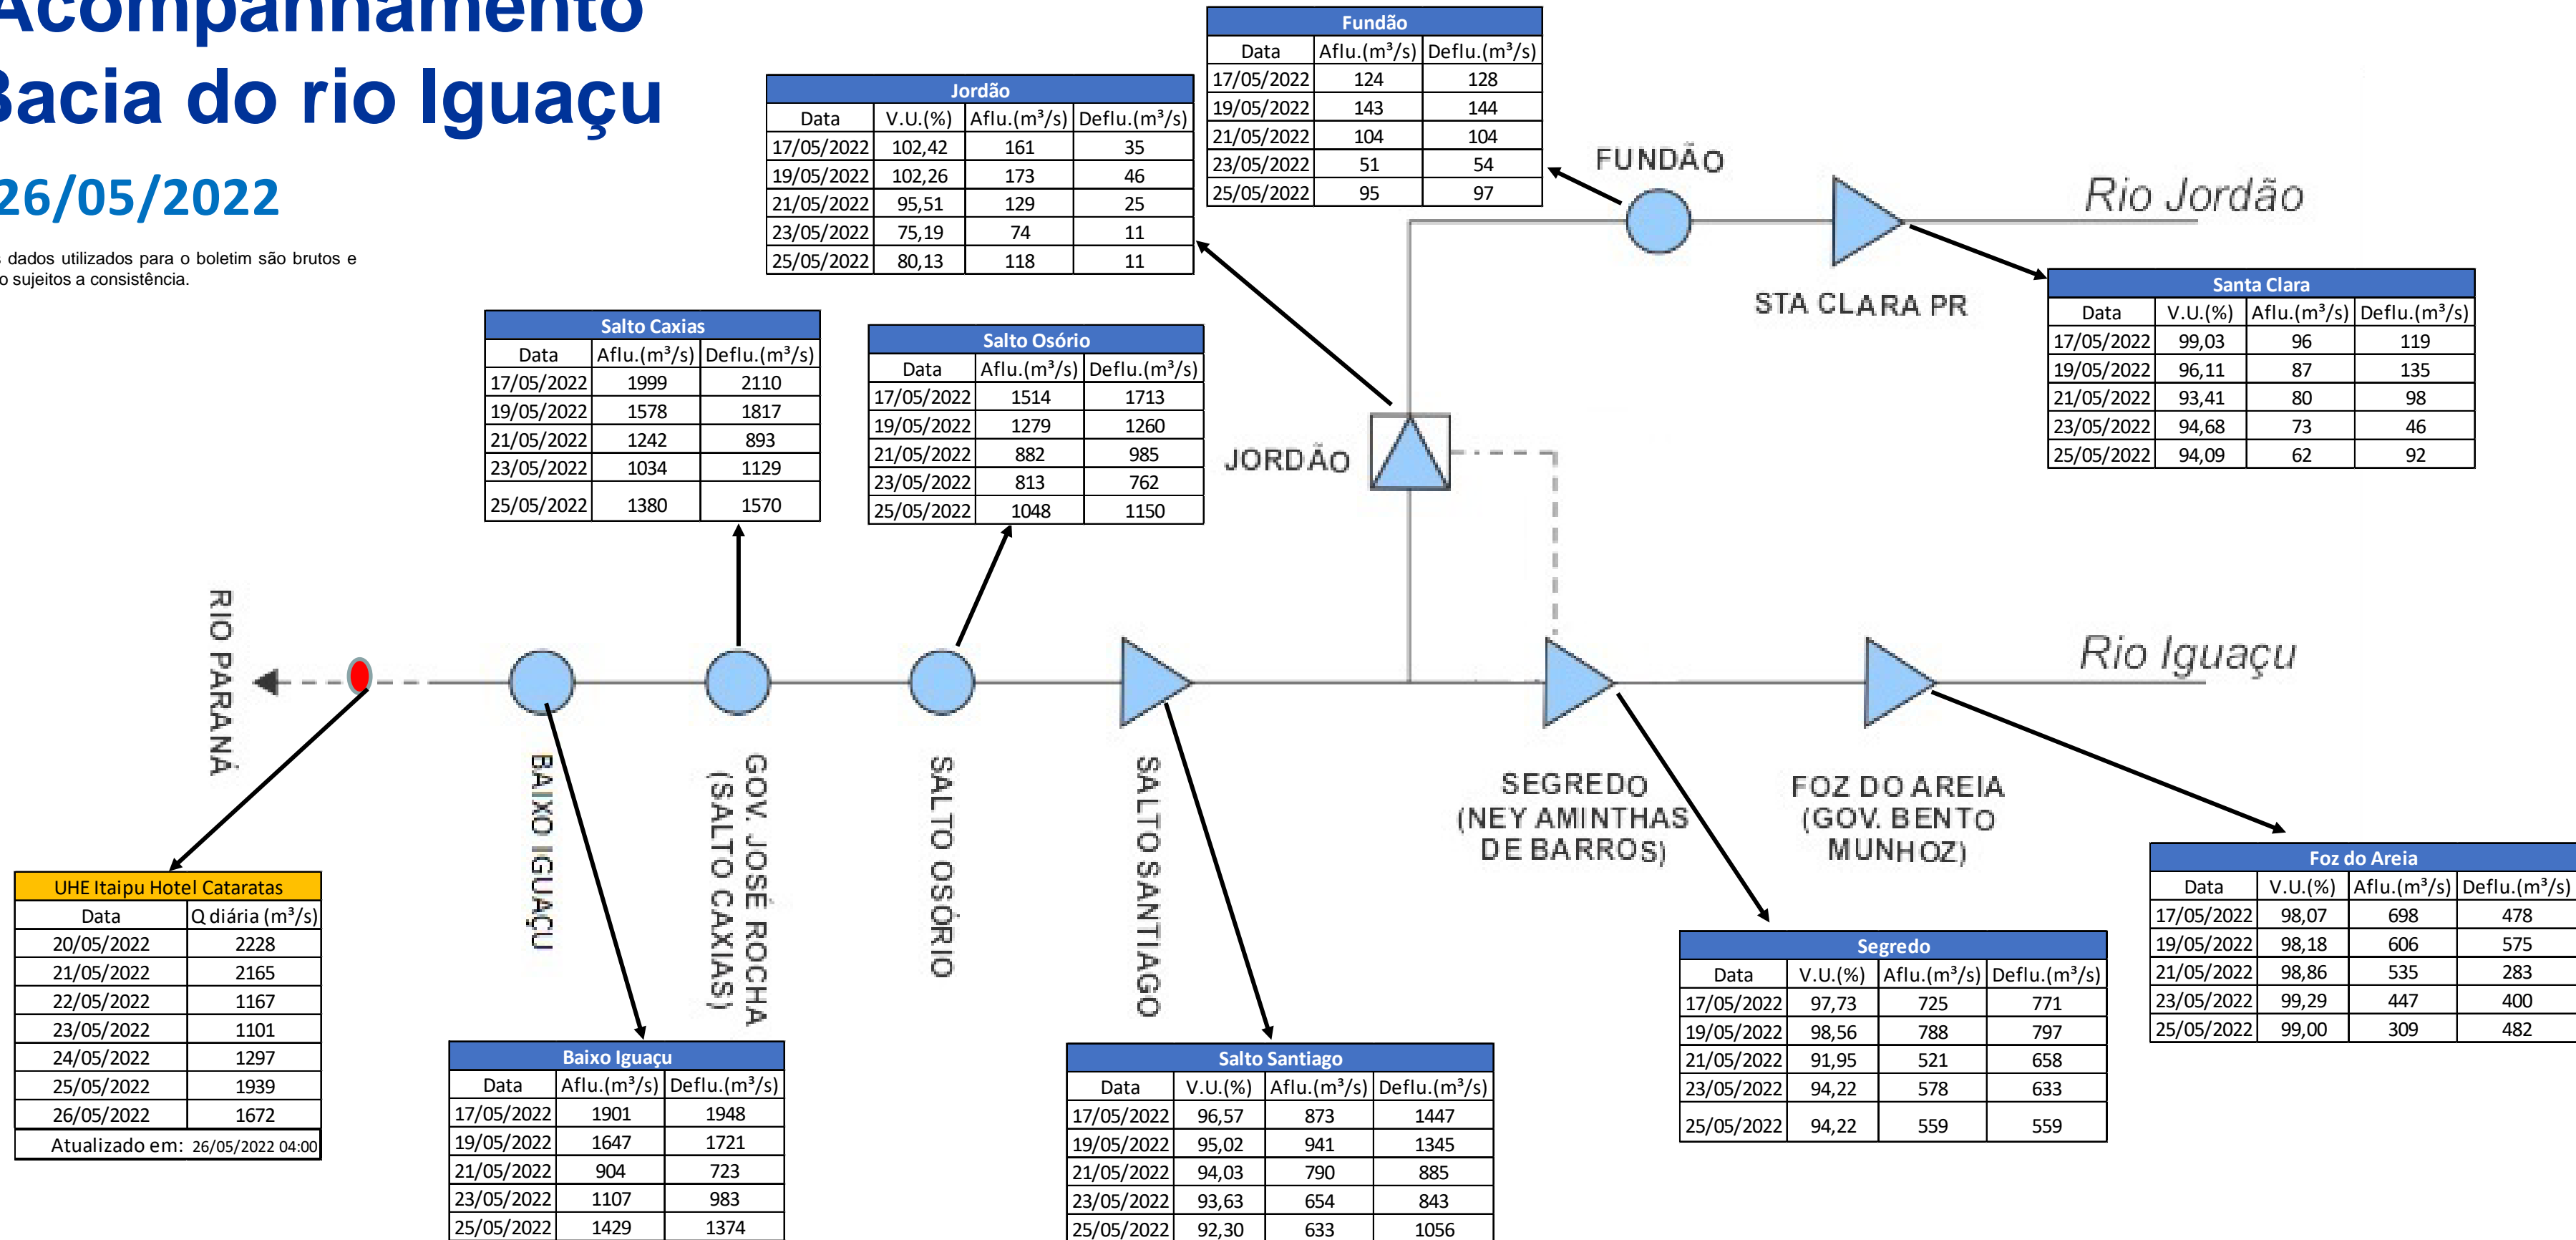 Acompanhamento
Bacia do rio Iguaçu
26/05/2022
dados utilizados para o boletim são brutos e
sujeitos a consistência.
Fundão
Data Aflu.(m³/s) Deflu.(m³/s)
17/05/2022 124 128
19/05/2022 143 144
21/05/2022 104 104
23/05/2022 51 54
25/05/2022 95 97
Jordão
Data V.U.(%) Aflu.(m³/s) Deflu.(m³/s)
17/05/2022 102,42 161 35
19/05/2022 102,26 173 46
21/05/2022 95,51 129 25
23/05/2022 75,19 74 11
25/05/2022 80,13 118 11
FUNDÃO
Rio Jordão
STA CLARA PR
Santa Clara
Data V.U.(%) Aflu.(m³/s) Deflu.(m³/s)
17/05/2022 99,03 96 119
19/05/2022 96,11 87 135
21/05/2022 93,41 80 98
23/05/2022 94,68 73 46
25/05/2022 94,09 62 92
Salto Caxias
Data Aflu.(m³/s) Deflu.(m³/s)
17/05/2022 1999 2110
19/05/2022 1578 1817
21/05/2022 1242 893
23/05/2022 1034 1129
25/05/2022 1380 1570
Salto Osório
Data Aflu.(m³/s) Deflu.(m³/s)
17/05/2022 1514 1713
19/05/2022 1279 1260
21/05/2022 882 985
23/05/2022 813 762
25/05/2022 1048 1150
JORDÃO
RIO PARANÁ
Rio Iguaçu
BAIXO IGUAÇU
GOV. JOSÉ ROCHA
(SALTO CAXIAS)
SALTO OSÓRIO
SALTO SANTIAGO
SEGREDO
(NEY AMINTHAS
DE BARROS)
FOZ DO AREIA
(GOV. BENTO
MUNHOZ)
UHE Itaipu Hotel Cataratas
Data Q diária (m³/s)
20/05/2022 2228
21/05/2022 2165
22/05/2022 1167
23/05/2022 1101
24/05/2022 1297
25/05/2022 1939
26/05/2022 1672
Atualizado em: 26/05/2022 04:00
Baixo Iguaçu
Data Aflu.(m³/s) Deflu.(m³/s)
17/05/2022 1901 1948
19/05/2022 1647 1721
21/05/2022 904 723
23/05/2022 1107 983
25/05/2022 1429 1374
Salto Santiago
Data V.U.(%) Aflu.(m³/s) Deflu.(m³/s)
17/05/2022 96,57 873 1447
19/05/2022 95,02 941 1345
21/05/2022 94,03 790 885
23/05/2022 93,63 654 843
25/05/2022 92,30 633 1056
Segredo
Data V.U.(%) Aflu.(m³/s) Deflu.(m³/s)
17/05/2022 97,73 725 771
19/05/2022 98,56 788 797
21/05/2022 91,95 521 658
23/05/2022 94,22 578 633
25/05/2022 94,22 559 559
Foz do Areia
Data V.U.(%) Aflu.(m³/s) Deflu.(m³/s)
17/05/2022 98,07 698 478
19/05/2022 98,18 606 575
21/05/2022 98,86 535 283
23/05/2022 99,29 447 400
25/05/2022 99,00 309 482